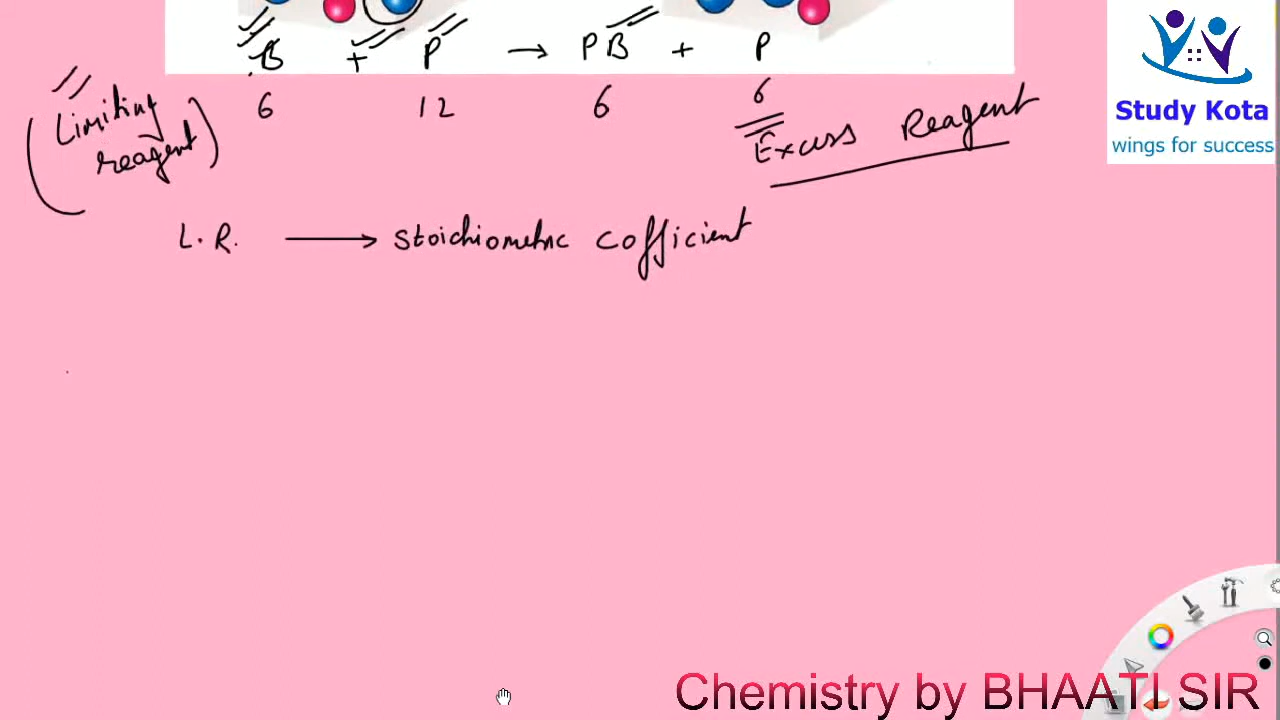 B + P → PB + P
6 12 6 6
(Limiting reagent)
Excess Reagent
L.R. → Stoichiometric cofficient
Study Kota
wings for success
Chemistry by BHAATI SIR